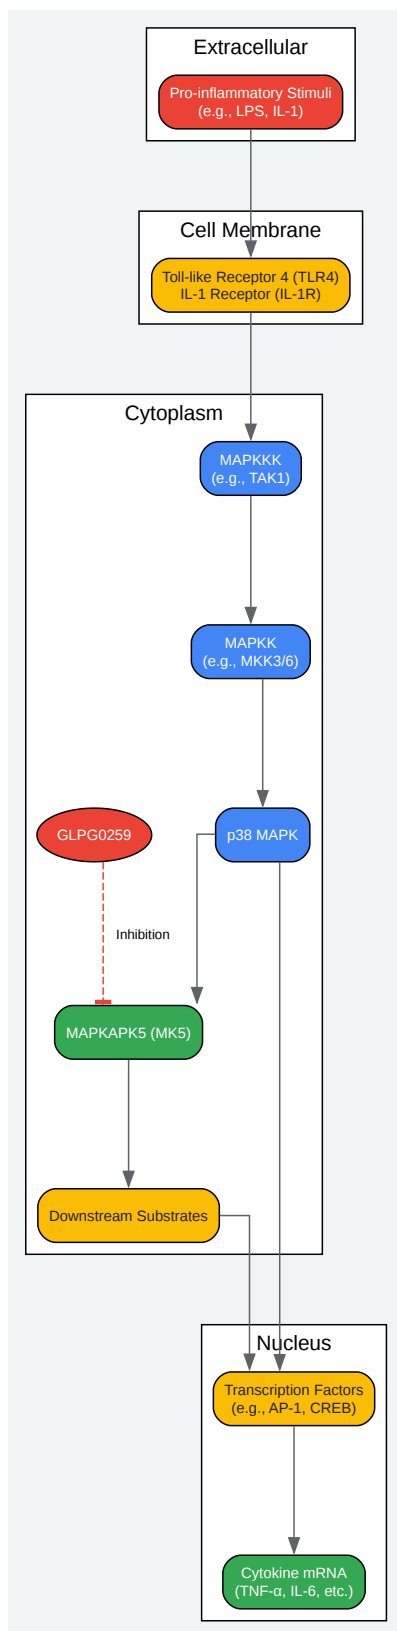 Extracellular
Pro-inflammatory Stimuli
(e.g., LPS, IL-1)
Cell Membrane
Toll-like Receptor 4 (TLR4)
IL-1 Receptor (IL-1R)
Cytoplasm
MAPKKK
(e.g., TAK1)
MAPKK
(e.g., MKK3/6)
GLPG0259
p38 MAPK
Inhibition
MAPKAPK5 (MK5)
Downstream Substrates
Nucleus
Transcription Factors
(e.g., AP-1, CREB)
Cytokine mRNA
(TNF-α, IL-6, etc.)